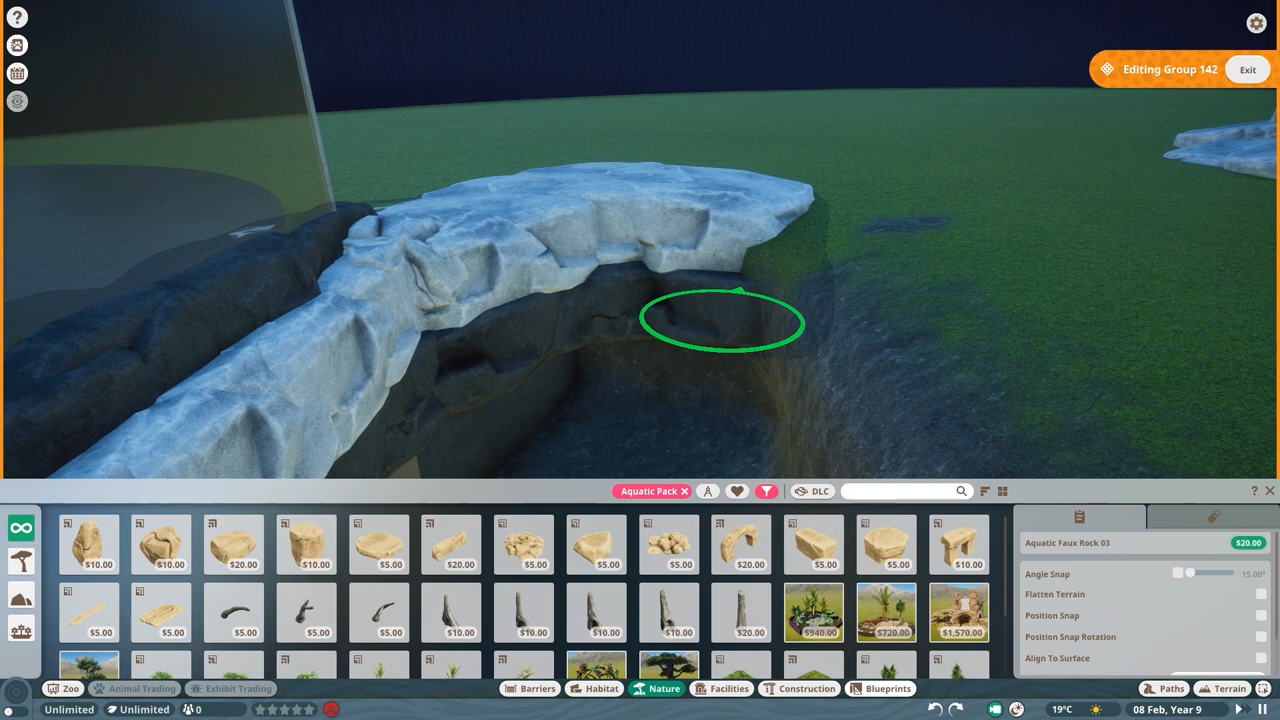 ?
Editing Group 142
Exit
Aquatic Pack ×
DLC
? ×
$10.00
$10.00
$20.00
$10.00
$5.00
$20.00
$5.00
$5.00
$5.00
$20.00
$5.00
$5.00
$10.00
Aquatic Faux Rock 03
$20.00
Angle Snap
15.00°
Flatten Terrain
$5.00
$5.00
$5.00
$5.00
$5.00
$10.00
$10.00
$10.00
$10.00
$20.00
$940.00
$720.00
$1,570.00
Position Snap
Position Snap Rotation
Align To Surface
Zoo
Animal Trading
Exhibit Trading
Barriers
Habitat
Nature
Facilities
Construction
Blueprints
Paths
Terrain
Unlimited
Unlimited
0
19°C
08 Feb, Year 9